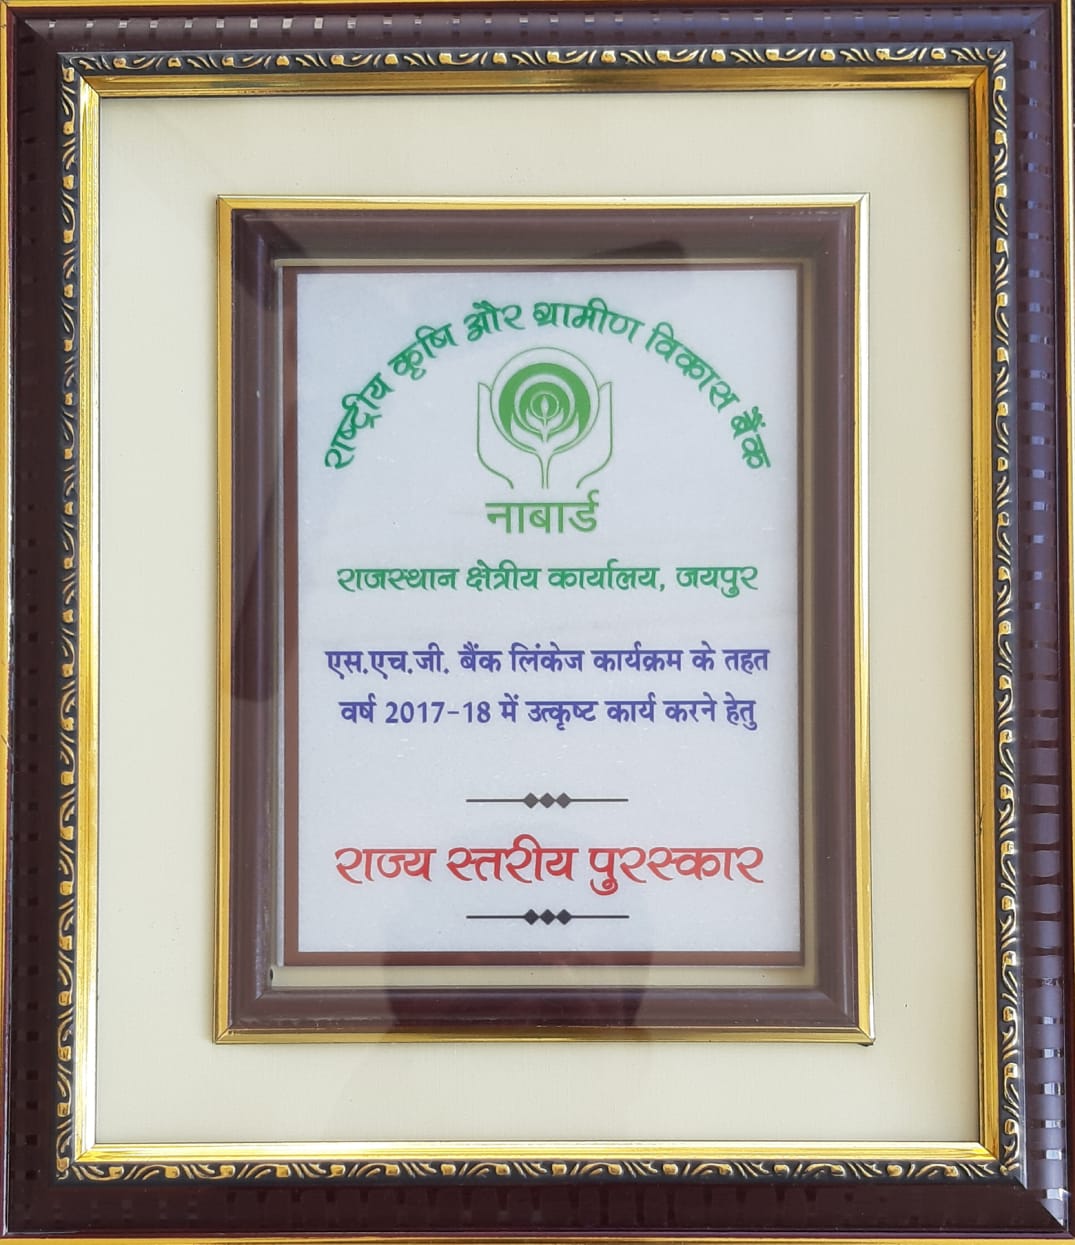 राष्ट्रीय कृषि और ग्रामीण विकास बैंक
नाबार्ड
राजस्थान क्षेत्रीय कार्यालय, जयपुर
एस.एच.जी. बैंक लिंकेज कार्यक्रम के तहत
वर्ष 2017-18 में उत्कृष्ट कार्य करने हेतु
राज्य स्तरीय पुरस्कार